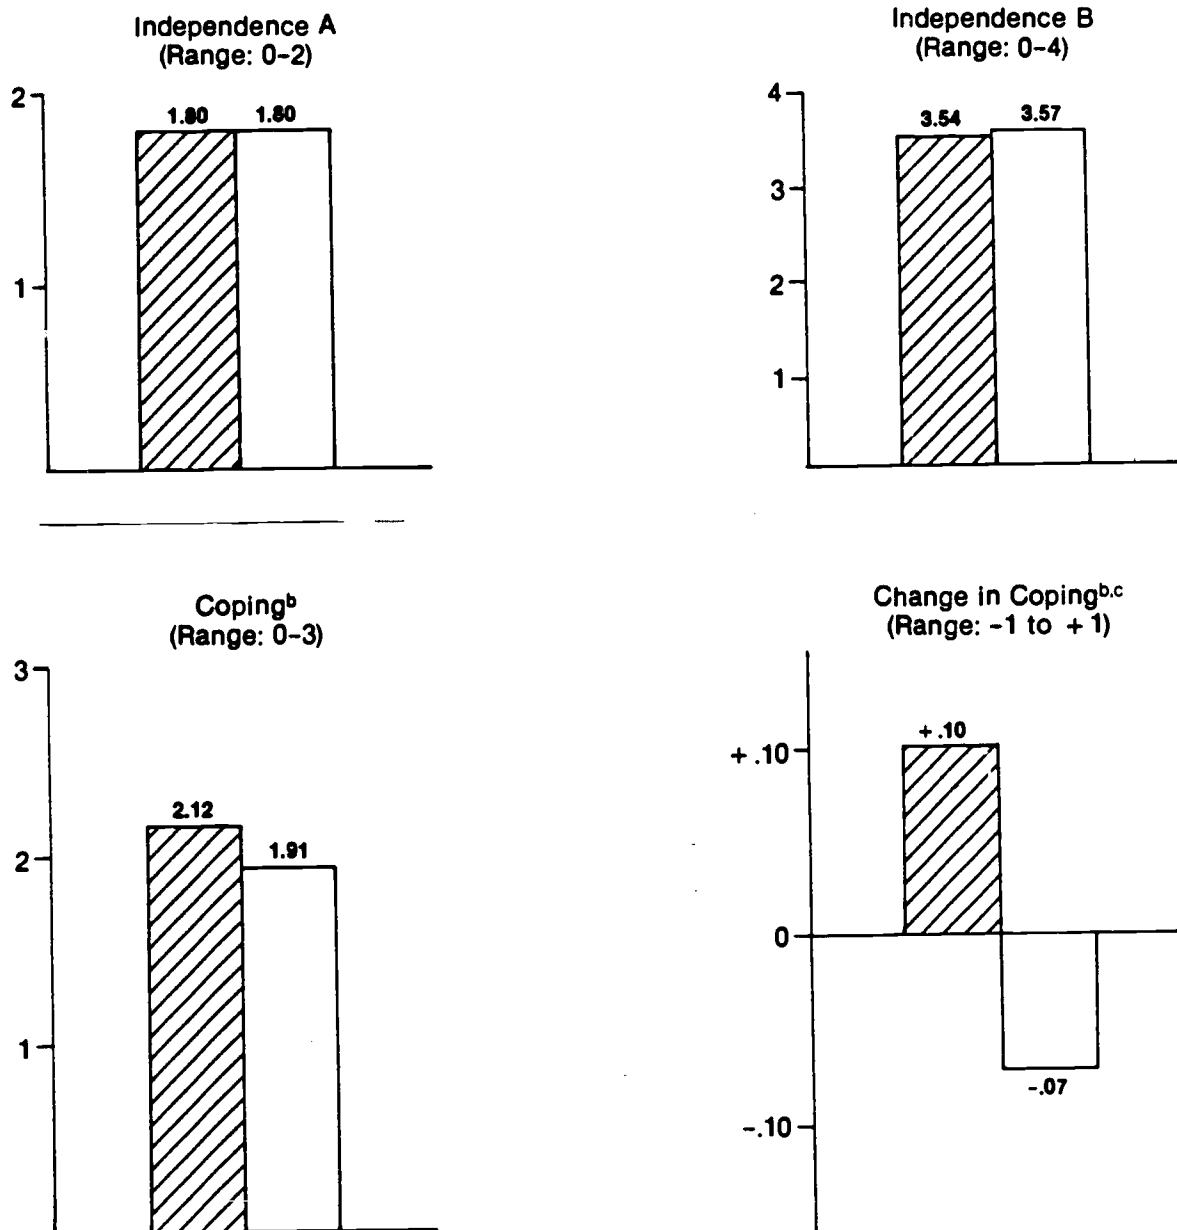 Independence A
(Range: 0–2)
2
1.80 1.80
1
Independence B
(Range: 0–4)
4
3.54 3.57
3
2
1
Coping^b
(Range: 0–3)
3
2.12
1.91
2
1
Change in Coping^b,c
(Range: -1 to + 1)
+ .10
+ .10
0
-.07
-.10